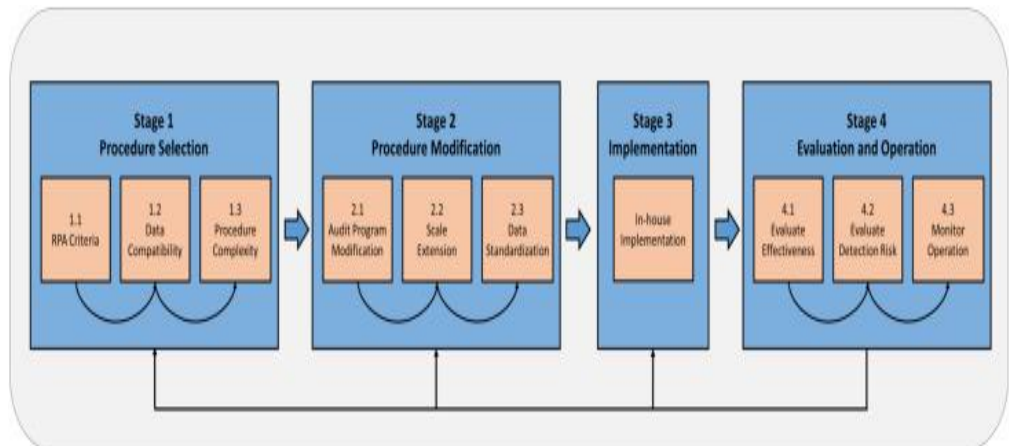 Stage 1
Procedure Selection
1.1
RPA Criteria
1.2
Data
Compatibility
1.3
Procedure
Complexity
Stage 2
Procedure Modification
2.1
Audit Program
Modification
2.2
Scale
Extension
2.3
Data
Standardization
Stage 3
Implementation
In-house
Implementation
Stage 4
Evaluation and Operation
4.1
Evaluate
Effectiveness
4.2
Evaluate
Detection Risk
4.3
Monitor
Operation